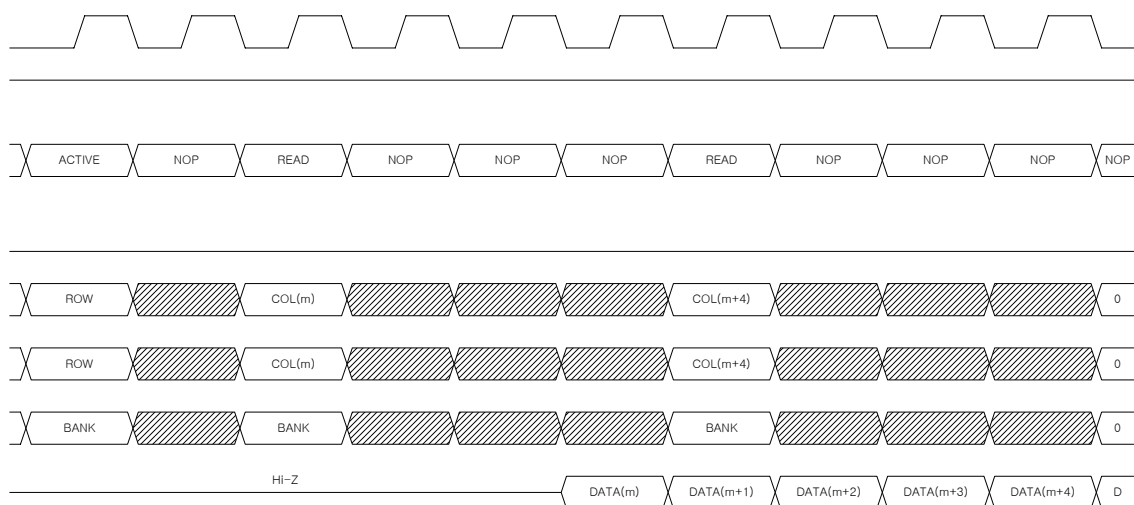 ACTIVE NOP READ NOP NOP NOP READ NOP NOP NOP NOP
ROW COL(m) COL(m+4) 0
ROW COL(m) COL(m+4) 0
BANK BANK BANK 0
Hi-Z DATA(m) DATA(m+1) DATA(m+2) DATA(m+3) DATA(m+4) D